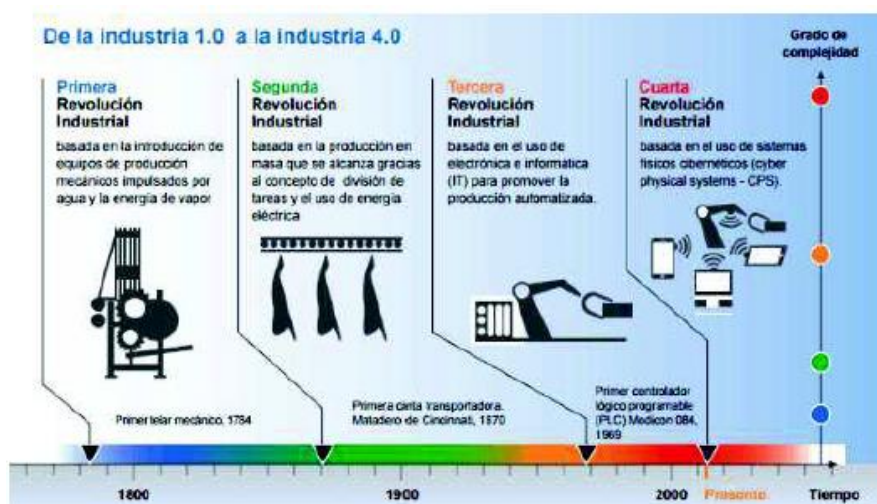 De la industria 1.0 a la industria 4.0
Grado de
complejidad
Primera
Revolución
Industrial
basada en la introducción de
equipos de producción
mecánicos impulsados por
agua y la energía de vapor
Segunda
Revolución
Industrial
basada en la producción en
masa que se alcanza gracias
al concepto de división de
tareas y el uso de energía
eléctrica
Tercera
Revolución
Industrial
basada en el uso de
electrónica e informática
(IT) para promover la
producción automatizada.
Cuarta
Revolución
Industrial
basada en el uso de sistemas
físicos cibernéticos (cyber
physical systems - CPS).
Primer telar mecánico, 1784
Primera cinta transportadora.
Matadero de Cincinnati, 1870
Primer controlador
lógico programable
(PLC) Modicon 084,
1969
1800
1900
2000
Presente
Tiempo